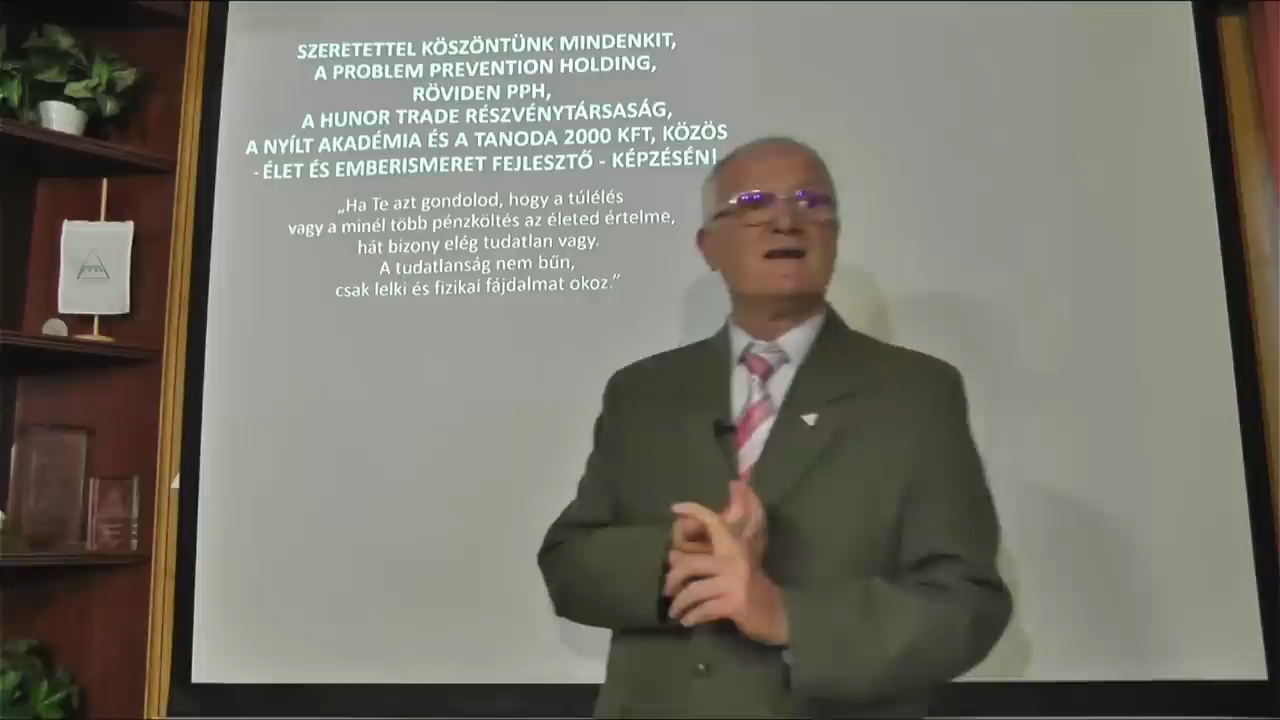 SZERETETTEL KÖSZÖNTÜNK MINDENKIT,
A PROBLEM PREVENTION HOLDING,
RÖVIDEN PPH,
A HUNOR TRADE RÉSZVÉNYTÁRSASÁG,
A NYÍLT AKADÉMIA ÉS A TANODA 2000 KFT, KÖZÖS
- ÉLET ÉS EMBERISMERET FEJLESZTŐ - KÉPZÉSÉN!
„Ha Te azt gondolod, hogy a túlélés
vagy a minél több pénzköltés az életed értelme,
hát bizony elég tudatlan vagy.
A tudatlanság nem bűn,
csak lelki és fizikai fájdalmat okoz.”